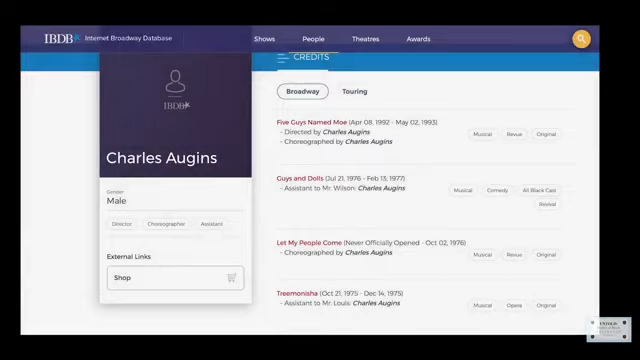 IBDB Internet Broadway Database
Shows People Theatres Awards
CREDITS
IBDB
Charles Augins
Gender
Male
Director Choreographer Assistant
External Links
Shop
Broadway Touring
Five Guys Named Moe (Apr 08, 1992 - May 02, 1993)
- Directed by Charles Augins
- Choreographed by Charles Augins
Musical Revue Original
Guys and Dolls (Jul 21, 1976 - Feb 13, 1977)
- Assistant to Mr. Wilson: Charles Augins
Musical Comedy All Black Cast
Revival
Let My People Come (Never Officially Opened - Oct 02, 1976)
- Choreographed by Charles Augins
Musical Revue Original
Treemonisha (Oct 21, 1975 - Dec 14, 1975)
- Assistant to Mr. Louis: Charles Augins
Musical Opera Original